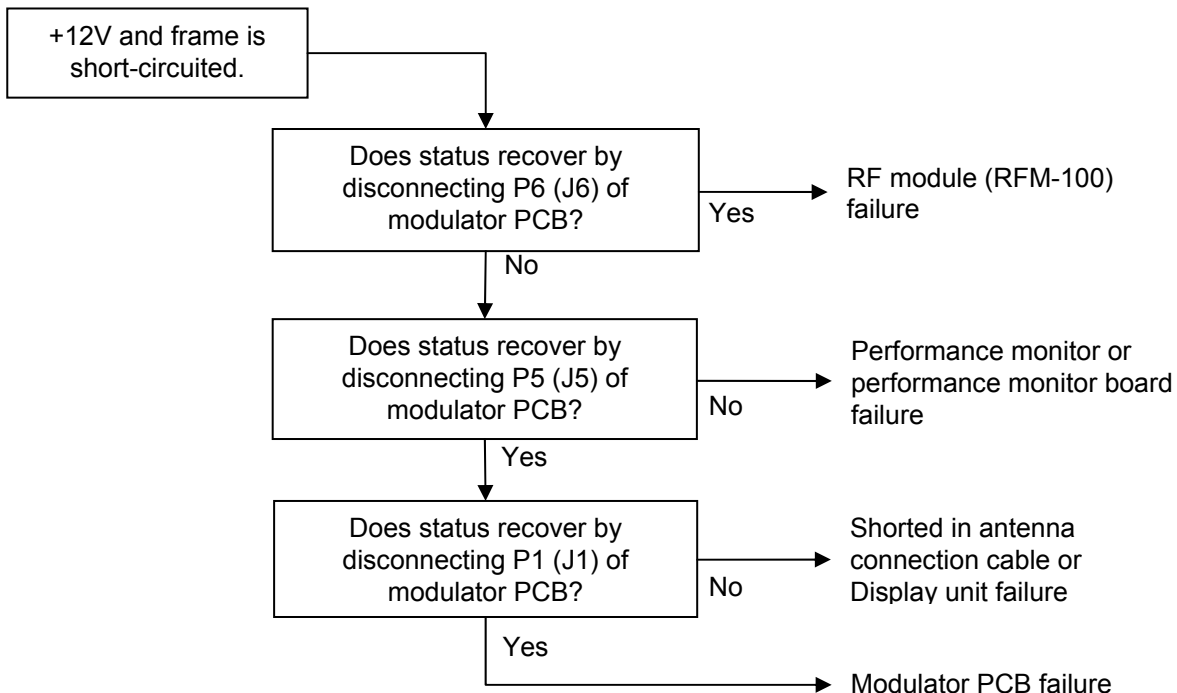 +12V and frame is
short-circuited.
Does status recover by
disconnecting P6 (J6) of
modulator PCB?
Yes
RF module (RFM-100)
failure
No
Does status recover by
disconnecting P5 (J5) of
modulator PCB?
No
Performance monitor or
performance monitor board
failure
Yes
Does status recover by
disconnecting P1 (J1) of
modulator PCB?
No
Shorted in antenna
connection cable or
Display unit failure
Yes
Modulator PCB failure